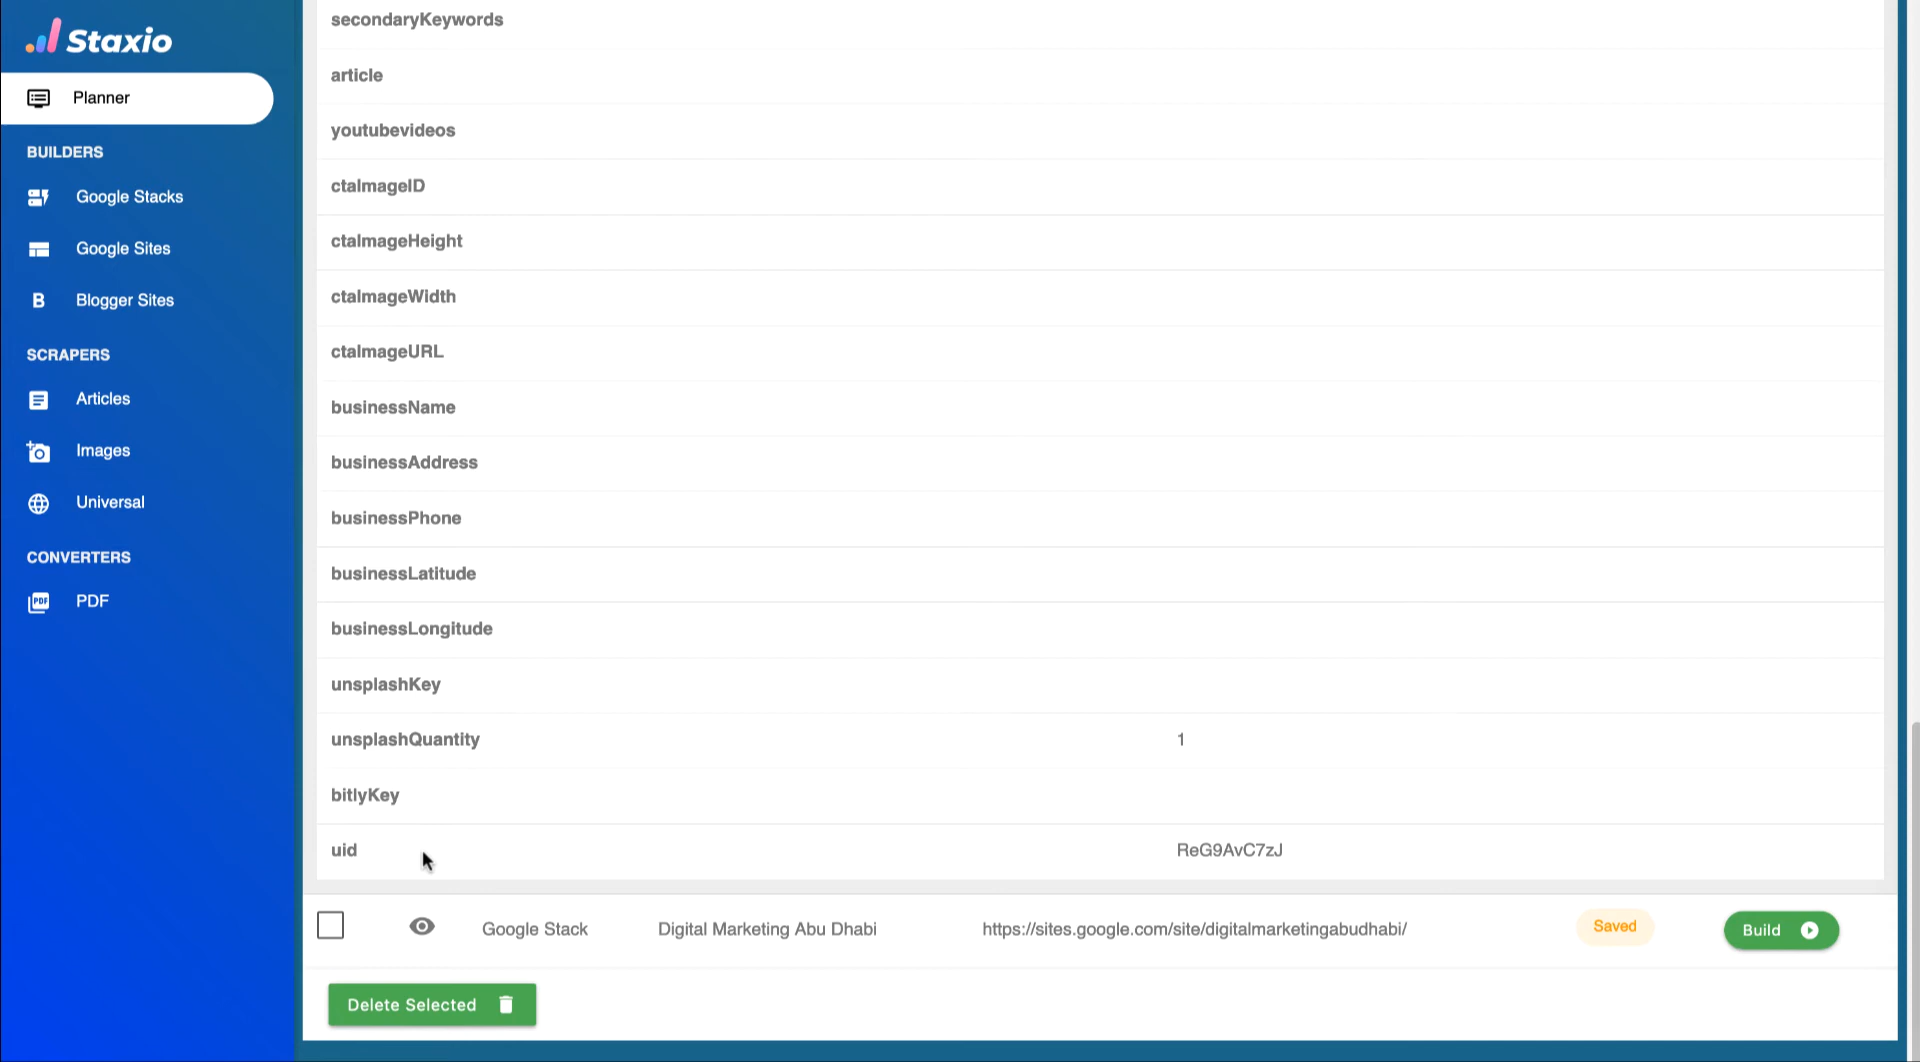 Staxio
Planner
BUILDERS
Google Stacks
Google Sites
B Blogger Sites
SCRAPERS
Articles
Images
Universal
CONVERTERS
PDF PDF
secondaryKeywords
article
youtubevideos
ctaImageID
ctaImageHeight
ctaImageWidth
ctaImageURL
businessName
businessAddress
businessPhone
businessLatitude
businessLongitude
unsplashKey
unsplashQuantity 1
bitlyKey
uid ReG9AvC7zJ
Google Stack Digital Marketing Abu Dhabi https://sites.google.com/site/digitalmarketingabudhabi/ Saved Build
Delete Selected